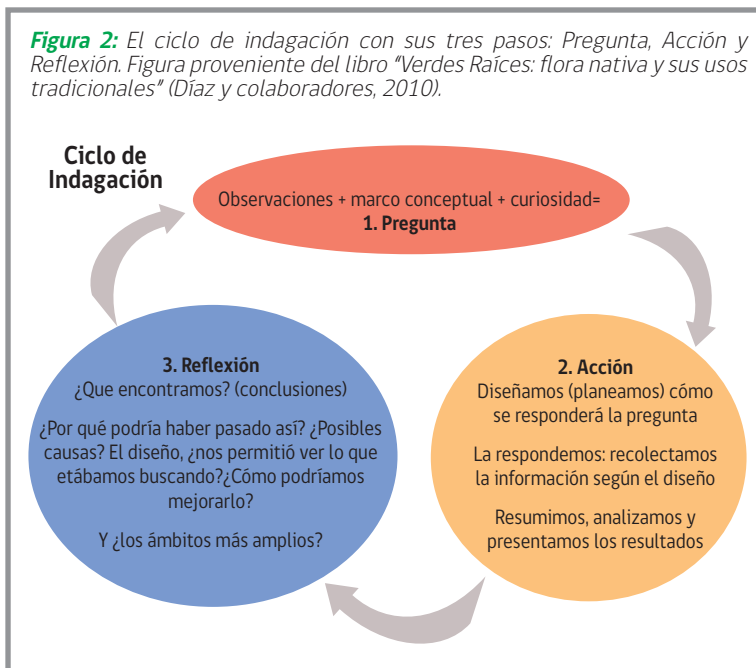 Figura 2: El ciclo de indagación con sus tres pasos: Pregunta, Acción y
Reflexión. Figura proveniente del libro "Verdes Raíces: flora nativa y sus usos
tradicionales" (Díaz y colaboradores, 2010).
Ciclo de
Indagación
Observaciones + marco conceptual + curiosidad=
1. Pregunta
2. Acción
Diseñamos (planeamos) cómo
se responderá la pregunta
La respondemos: recolectamos
la información según el diseño
Resumimos, analizamos y
presentamos los resultados
3. Reflexión
¿Que encontramos? (conclusiones)
¿Por qué podría haber pasado así? ¿Posibles
causas? El diseño, ¿nos permitió ver lo que
etábamos buscando?¿Cómo podríamos
mejorarlo?
Y ¿los ámbitos más amplios?